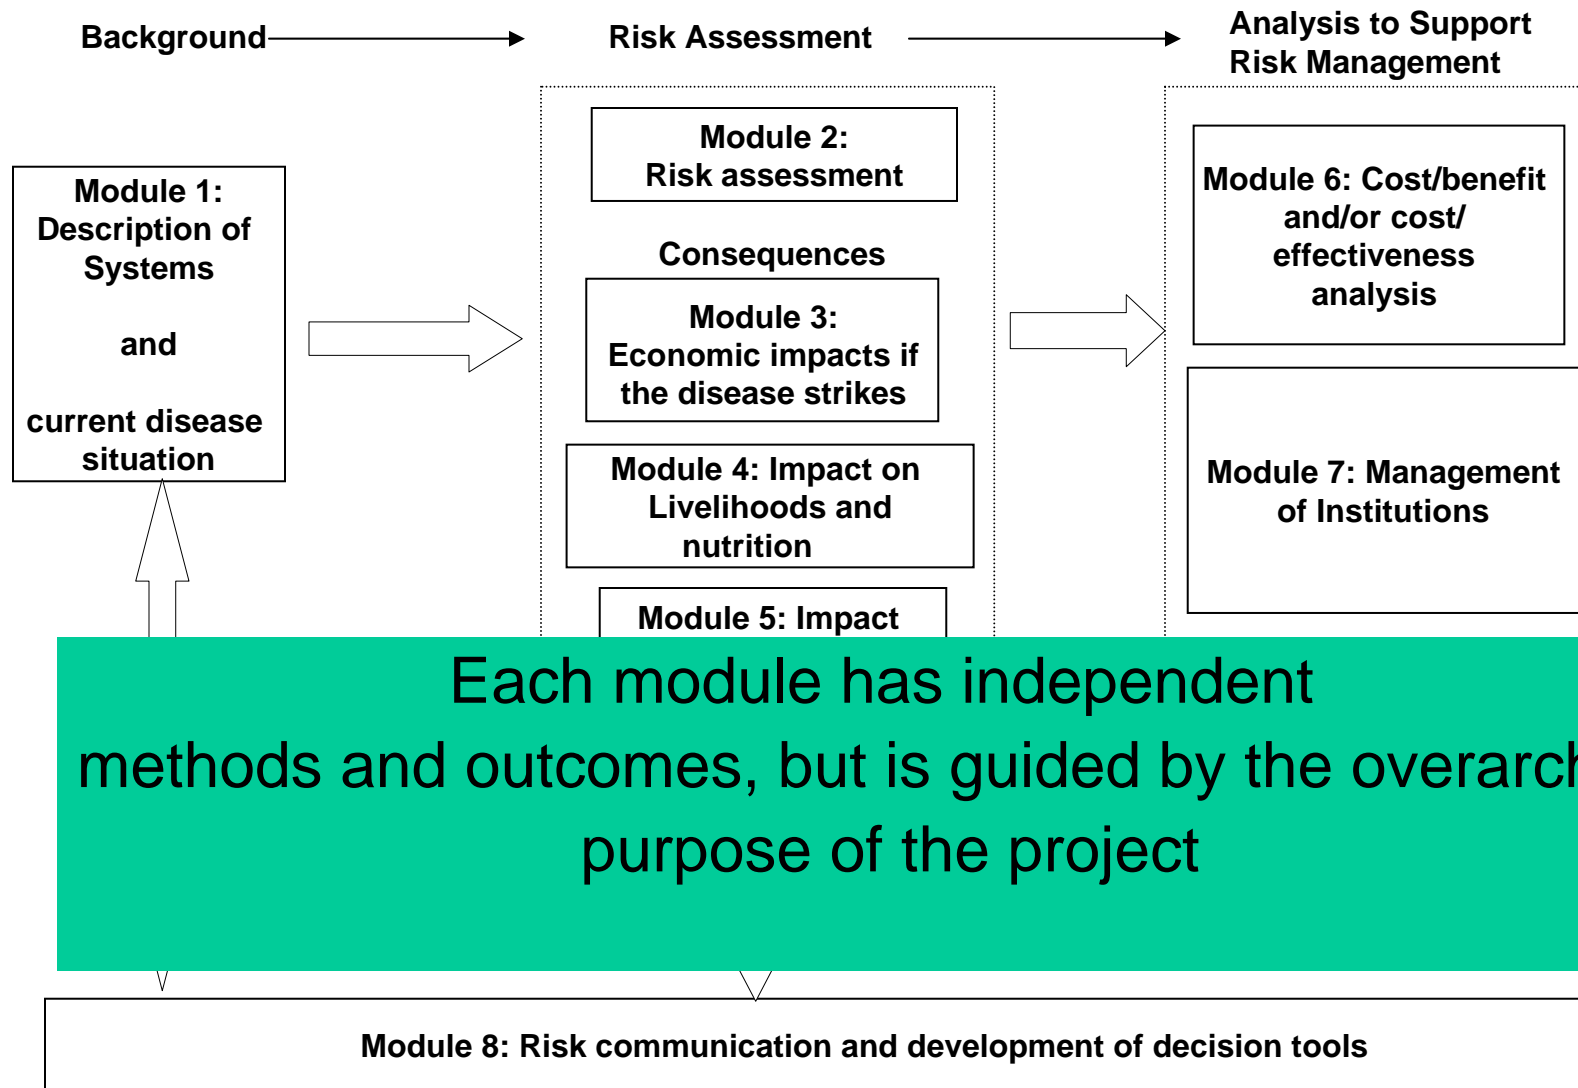 Background
Risk Assessment
Analysis to Support
Risk Management
Module 1:
Description of
Systems
and
current disease
situation
Module 2:
Risk assessment
Consequences
Module 3:
Economic impacts if
the disease strikes
Module 4: Impact on
Livelihoods and
nutrition
Module 5: Impact
Module 6: Cost/benefit
and/or cost/
effectiveness
analysis
Module 7: Management
of Institutions
Each module has independent
methods and outcomes, but is guided by the overarch
purpose of the project
Module 8: Risk communication and development of decision tools